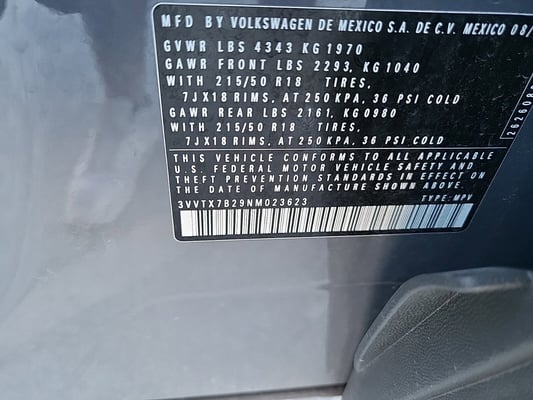 MFD BY VOLKSWAGEN DE MEXICO S.A. DE C.V. MEXICO 08/
GVWR LBS 4343 KG 1970
GAWR FRONT LBS 2293, KG 1040
WITH 215/50 R18 TIRES,
7JX18 RIMS, AT 250 KPA, 36 PSI COLD
GAWR REAR LBS 2161, KG0980
WITH 215/50 R18 TIRES,
7JX18 RIMS, AT 250 KPA, 36 PSI COLD
THIS VEHICLE CONFORMS TO ALL APPLICABLE
U.S. FEDERAL MOTOR VEHICLE SAFETY AND
THEFT PREVENTION STANDARDS IN EFFECT ON
THE DATE OF MANUFACTURE SHOWN ABOVE.
3VVTX7B29NM023623
TYPE: MPV